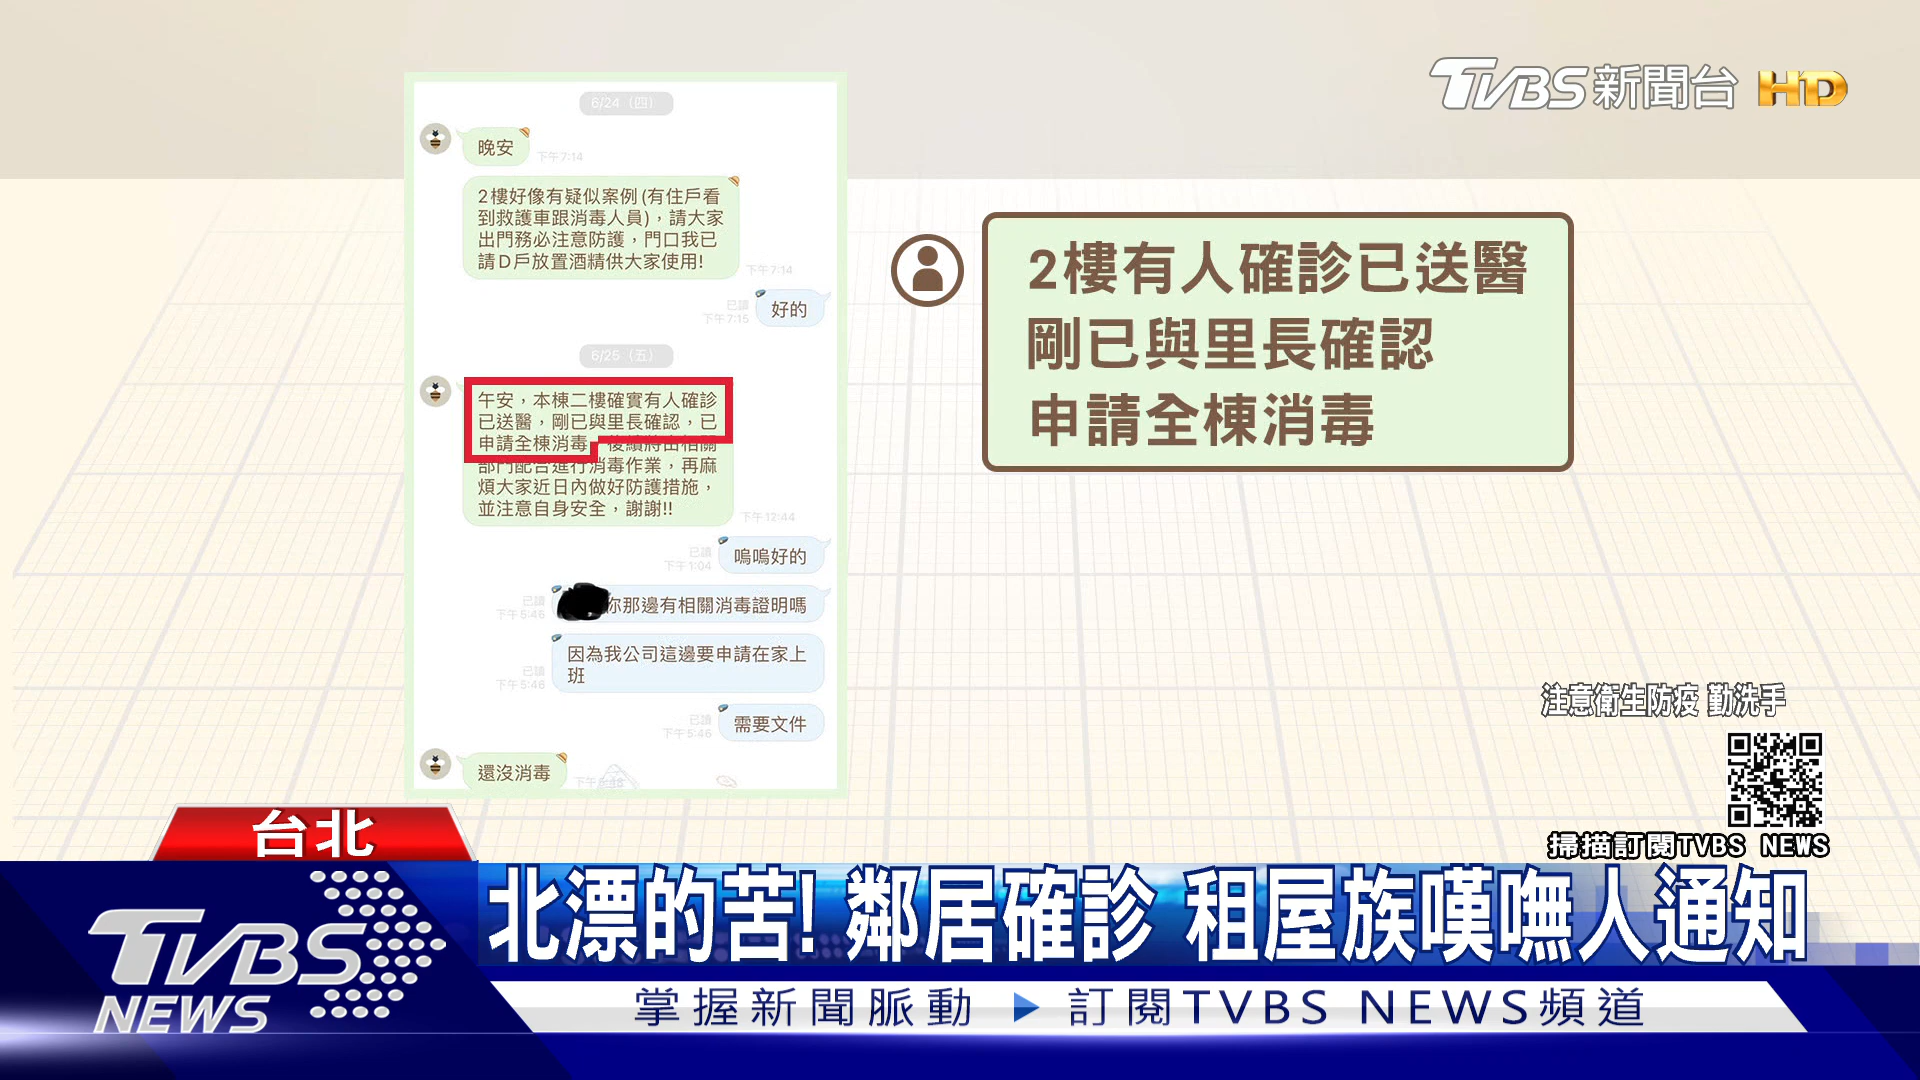 TVBS新聞台 HD
6/24（四）
晚安
下午7:14
2樓好像有疑似案例(有住戶看
到救護車跟消毒人員)，請大家
出門務必注意防護，門口我已
請D戶放置酒精供大家使用!
下午7:14
已讀
下午7:15
好的
6/25（五）
午安，本棟二樓確實有人確診
已送醫，剛已與里長確認，已
申請全棟消毒，後續將由相關
部門配合進行消毒作業，再麻
煩大家近日內做好防護措施，
並注意自身安全，謝謝!!
下午12:44
已讀
下午1:04
嗚嗚好的
已讀
下午5:46
你那邊有相關消毒證明嗎
因為我公司這邊要申請在家上
班
已讀
下午5:46
已讀
下午5:46
需要文件
還沒消毒
2樓有人確診已送醫
剛已與里長確認
申請全棟消毒
注意衛生防疫 勤洗手
掃描訂閱TVBS NEWS
台北
北漂的苦! 鄰居確診 租屋族嘆嘸人通知
TVBS
NEWS
掌握新聞脈動 ▶ 訂閱TVBS NEWS頻道